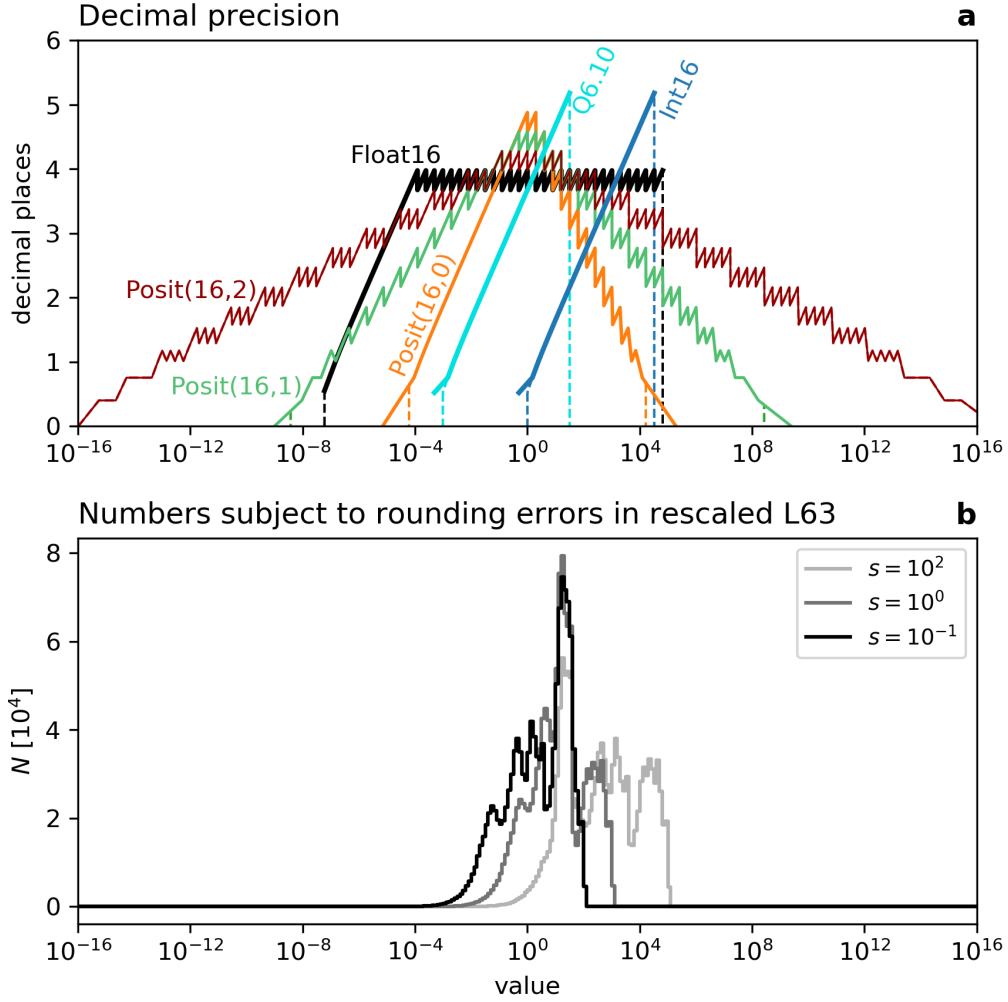 Decimal precision
a
6
5
4
3
2
1
0
decimal places
Float16
Q6.10
Int16
Posit(16,2)
Posit(16,0)
Posit(16,1)
10^{-16}
10^{-12}
10^{-8}
10^{-4}
10^{0}
10^{4}
10^{8}
10^{12}
10^{16}
Numbers subject to rounding errors in rescaled L63
b
8
6
4
2
0
N [10^{4}]
s = 10^{2}
s = 10^{0}
s = 10^{-1}
10^{-16}
10^{-12}
10^{-8}
10^{-4}
10^{0}
10^{4}
10^{8}
10^{12}
10^{16}
value